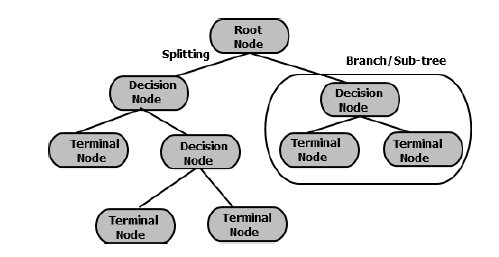 Root
Node
Splitting
Branch/Sub-tree
Decision
Node
Decision
Node
Terminal
Node
Decision
Node
Terminal
Node
Terminal
Node
Terminal
Node
Terminal
Node